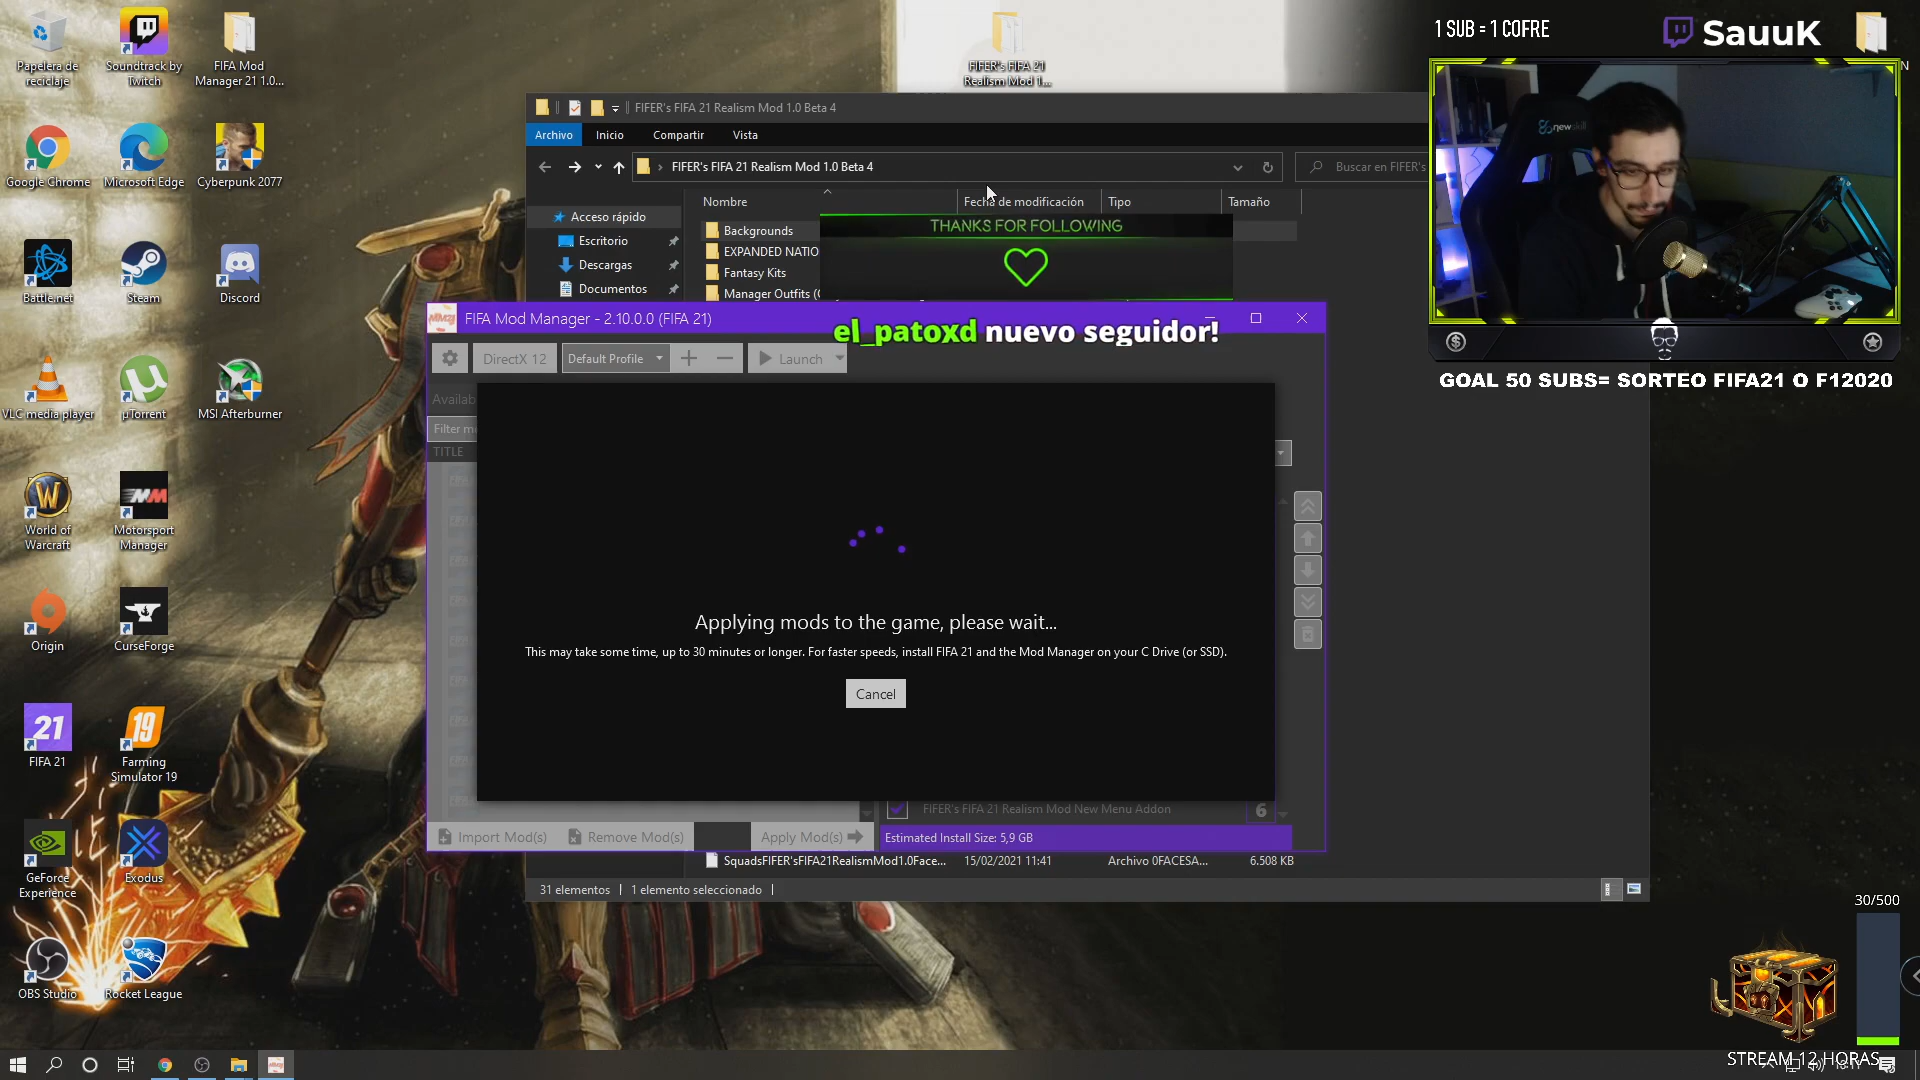 Papelera de reciclaje
Soundtrack by Twitch
FIFA Mod Manager 21 1.0...
Google Chrome
Microsoft Edge
Cyberpunk 2077
Battle.net
Steam
Discord
VLC media player
µTorrent
MSI Afterburner
World of Warcraft
Motorsport Manager
Origin
CurseForge
FIFA 21
Farming Simulator 19
GeForce Experience
Exodus
OBS Studio
Rocket League
FIFER's FIFA 21 Realism Mod 1...
FIFER's FIFA 21 Realism Mod 1.0 Beta 4
Archivo Inicio Compartir Vista
FIFER's FIFA 21 Realism Mod 1.0 Beta 4
Buscar en FIFER's
Nombre Fecha de modificación Tipo Tamaño
Acceso rápido
Escritorio
Descargas
Documentos
Backgrounds
EXPANDED NATIO
Fantasy Kits
Manager Outfits (
THANKS FOR FOLLOWING
el_patoxd nuevo seguidor!
FIFA Mod Manager - 2.10.0.0 (FIFA 21)
DirectX 12 Default Profile Launch
Availab
Filter m
TITLE
Applying mods to the game, please wait...
This may take some time, up to 30 minutes or longer. For faster speeds, install FIFA 21 and the Mod Manager on your C Drive (or SSD).
Cancel
FIFER's FIFA 21 Realism Mod New Menu Addon 6
Import Mod(s) Remove Mod(s) Apply Mod(s) Estimated Install Size: 5,9 GB
SquadsFIFER'sFIFA21RealismMod1.0Face... 15/02/2021 11:41 Archivo 0FACESA... 6.508 KB
31 elementos 1 elemento seleccionado
1 SUB = 1 COFRE
SauuK
newskill
GOAL 50 SUBS= SORTEO FIFA21 O F12020
30/500
STREAM 12 HORAS